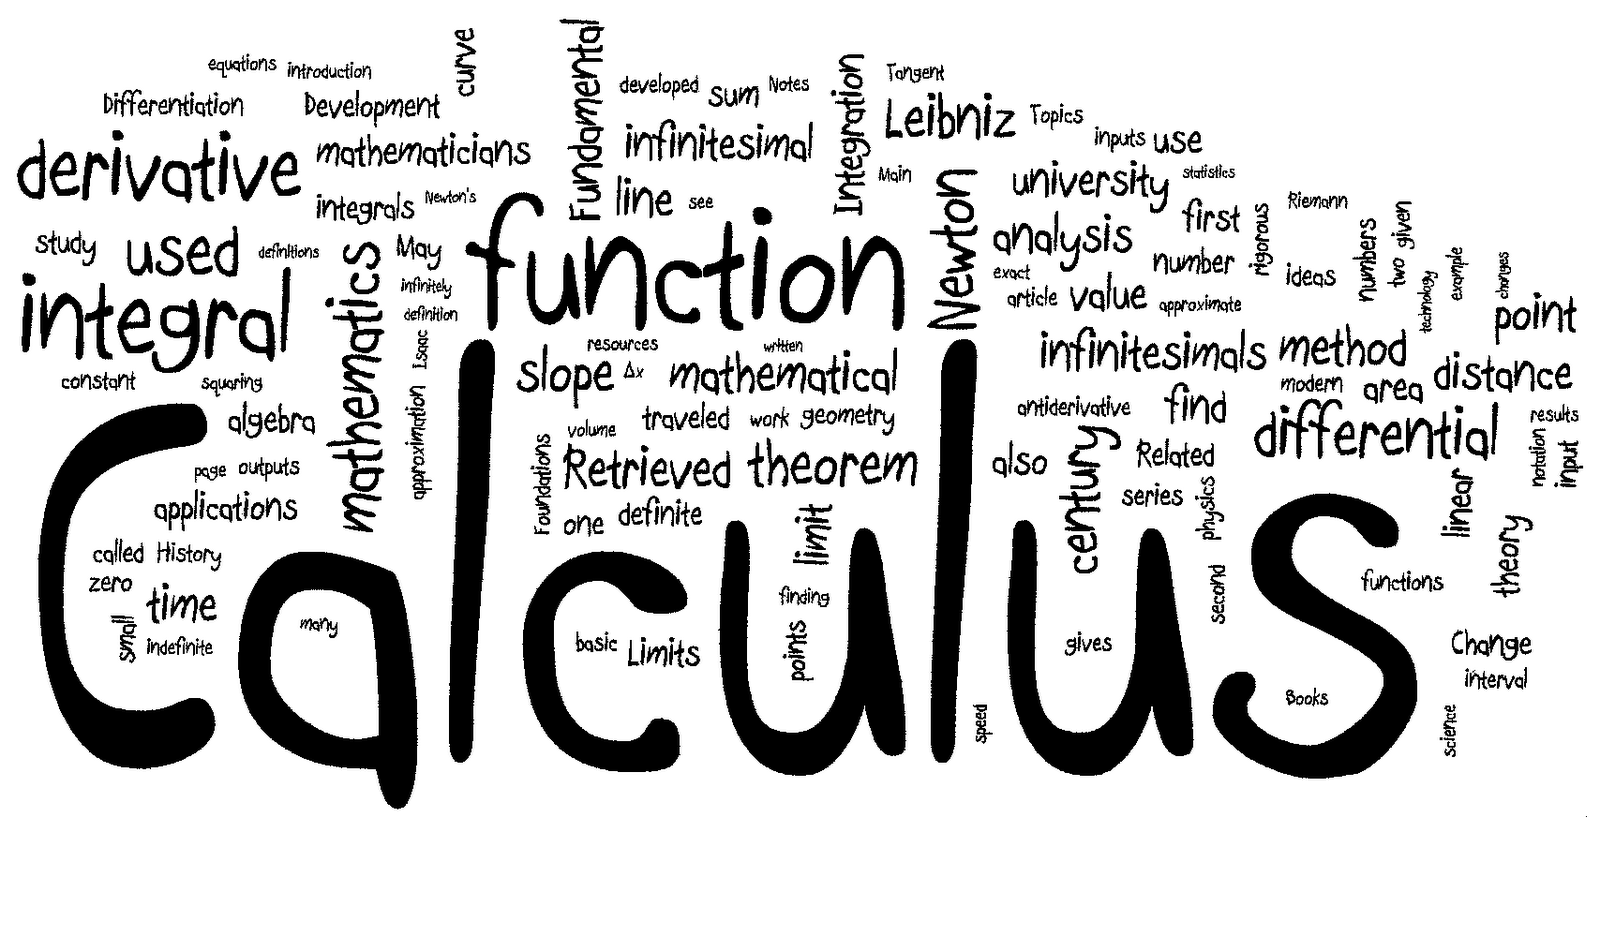 equations
introduction
curve
Fundamental
developed
sum
Notes
Integration
Tangent
Differentiation
Development
Leibniz
Topics
derivative
mathematicians
infinitesimal
inputs
use
integrals
Newton's
line
see
Main
Newton
university
statistics
study
used
definitions
mathematics
May
function
analysis
first
rigorous
Riemann
numbers
two
given
integral
infinitely
definition
Isaac
exact
number
ideas
technology
example
changes
article
value
approximate
point
constant
squaring
resources
written
slope
Δx
mathematical
infinitesimals
method
modern
area
distance
algebra
approximation
volume
traveled
work
geometry
antiderivative
find
differential
results
page
outputs
Foundations
Retrieved
theorem
also
century
Related
notation
input
applications
one
definite
limit
series
physics
linear
theory
called
History
zero
time
small
indefinite
many
Calculus
basic
Limits
finding
points
gives
second
functions
Change
interval
Books
speed
science